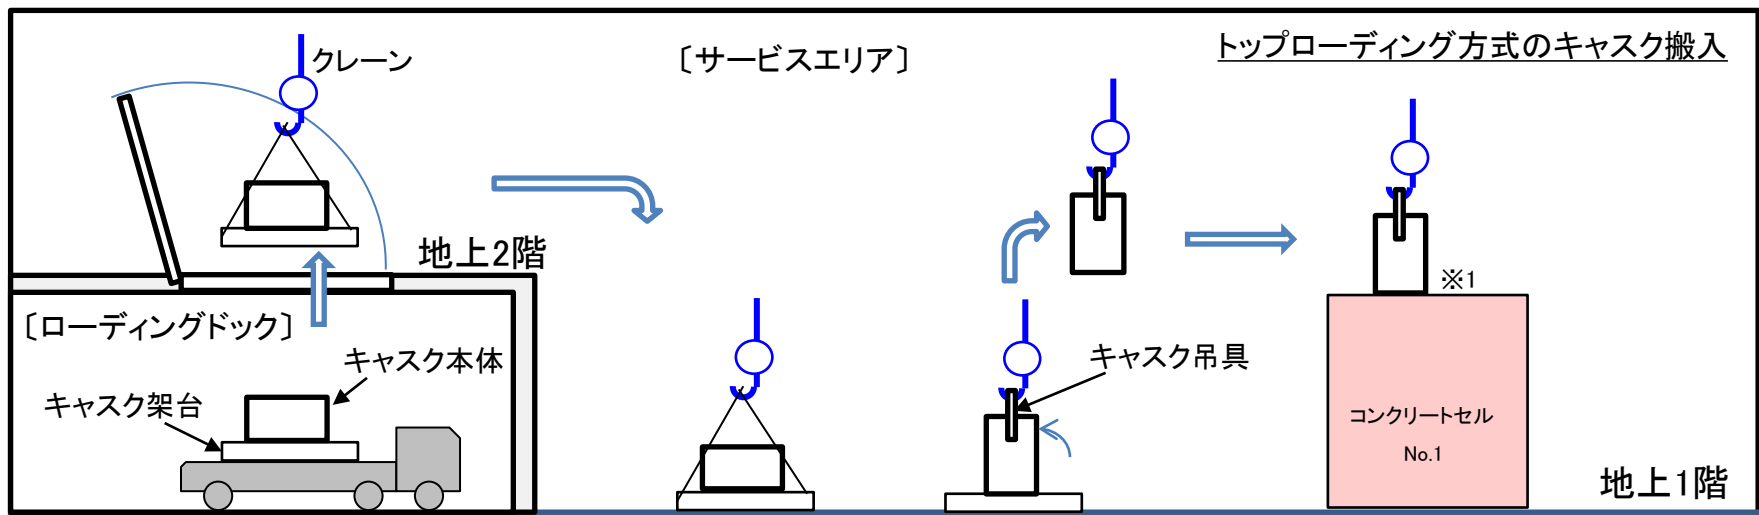 トップローディング方式のキャスク搬入
〔サービスエリア〕
クレーン
地上2階
※1
〔ローディングドック〕
キャスク本体
キャスク吊具
キャスク架台
コンクリートセル
No.1
地上1階